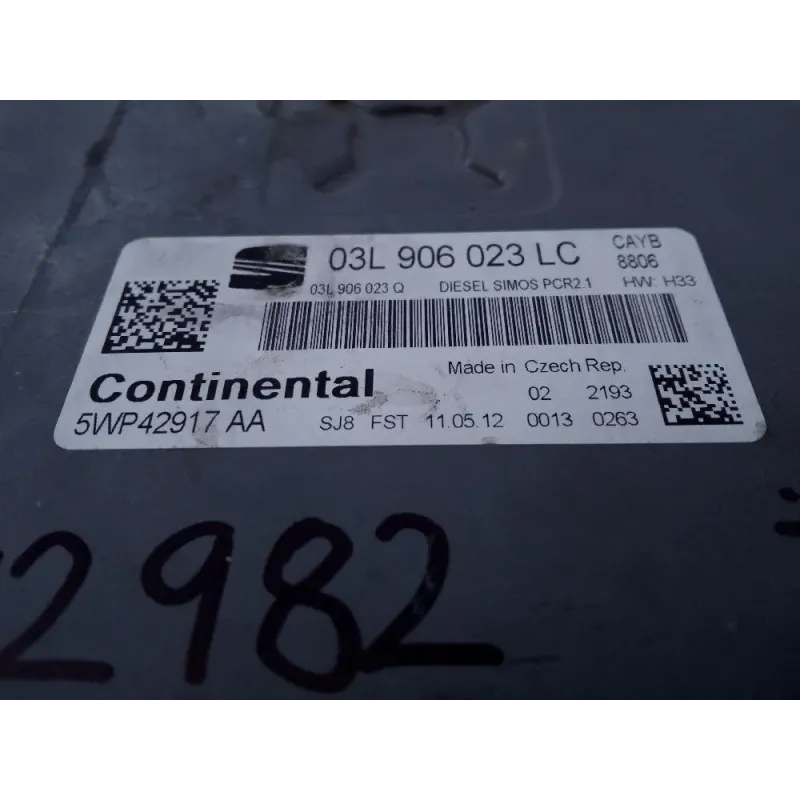 03L 906 023 LC CAYB
8806
03L 906 023 Q DIESEL SIMOS PCR2.1 HW: H33
Continental Made in Czech Rep.
02 2193
5WP42917 AA SJ8 FST 11.05.12 0013 0263
2982